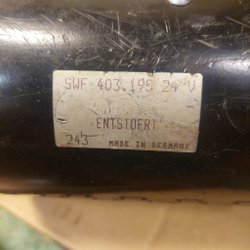 SWF 403.195 24 V
ENTSTOERT
243 MADE IN GERMANY